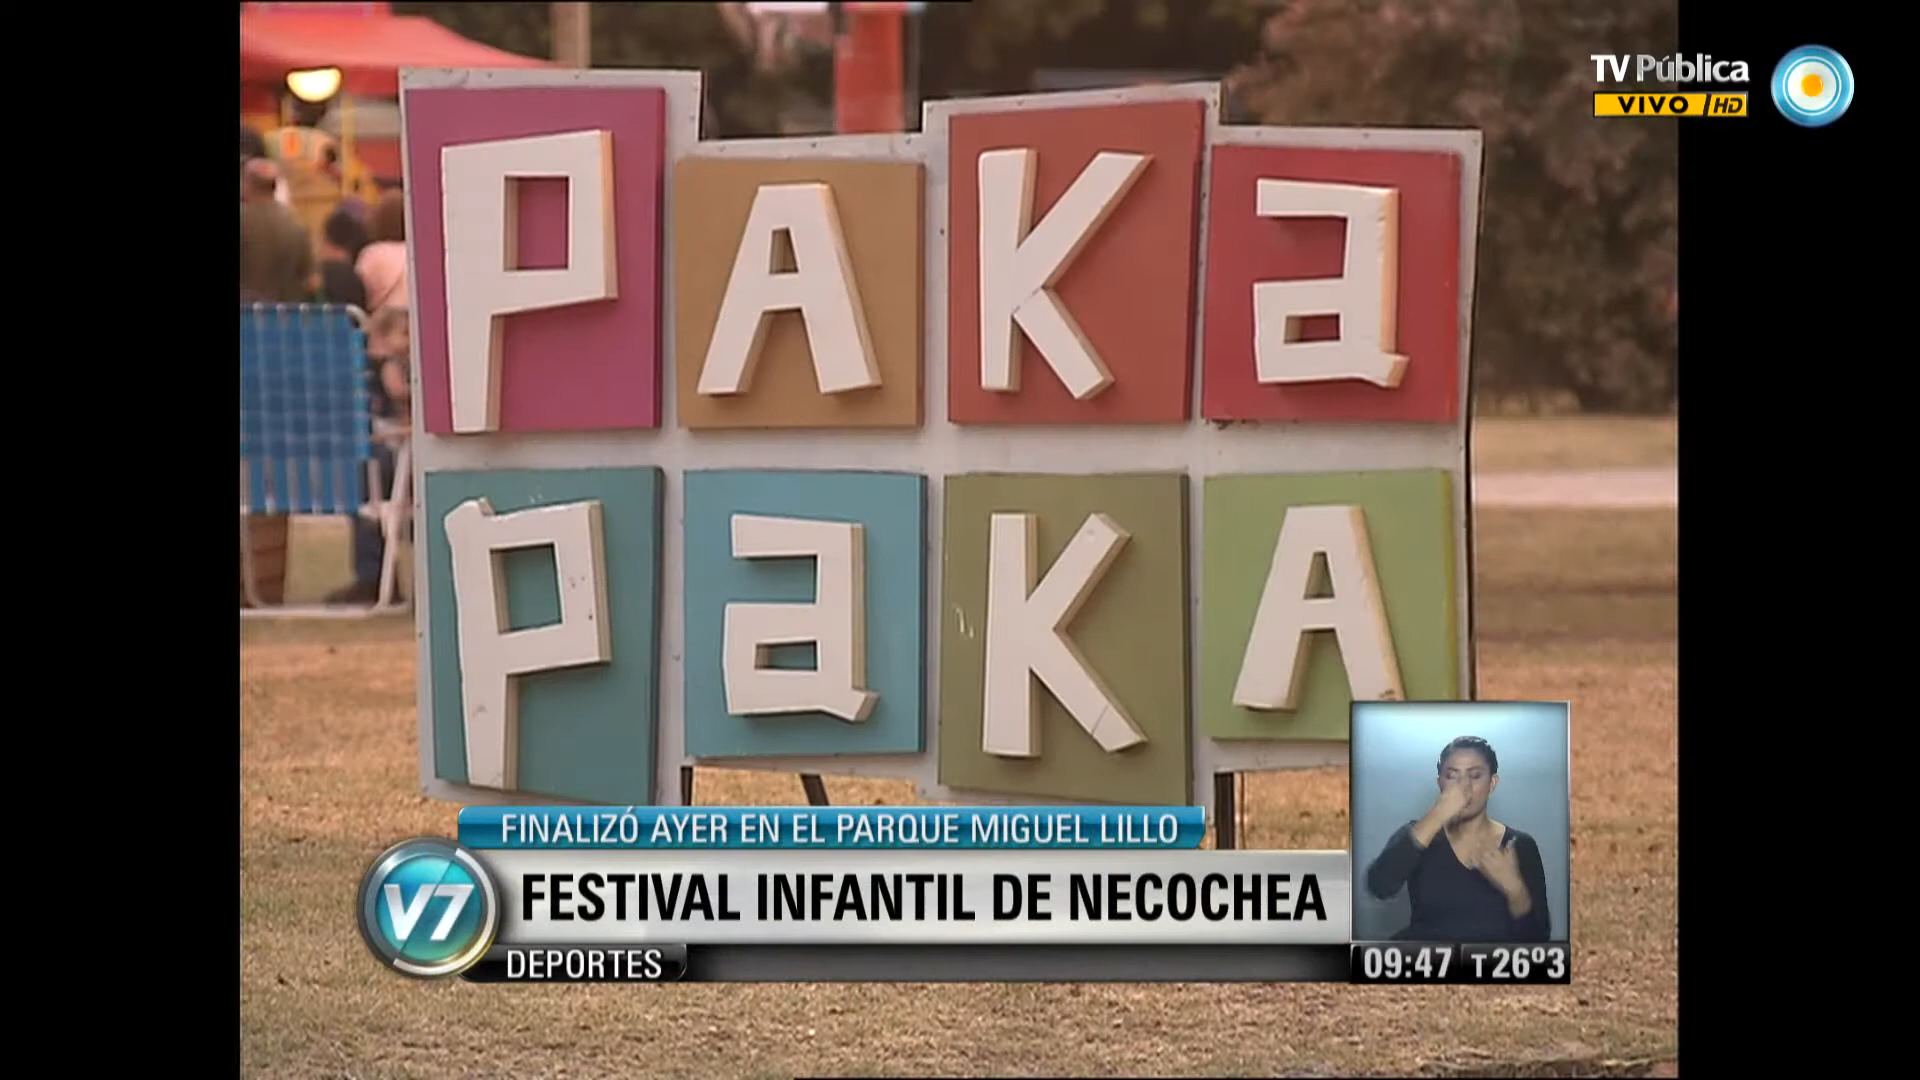 TV Pública
VIVO HD
PAKa
PaKA
FINALIZÓ AYER EN EL PARQUE MIGUEL LILLO
V7
FESTIVAL INFANTIL DE NECOCHEA
DEPORTES
09:47 T 26º3